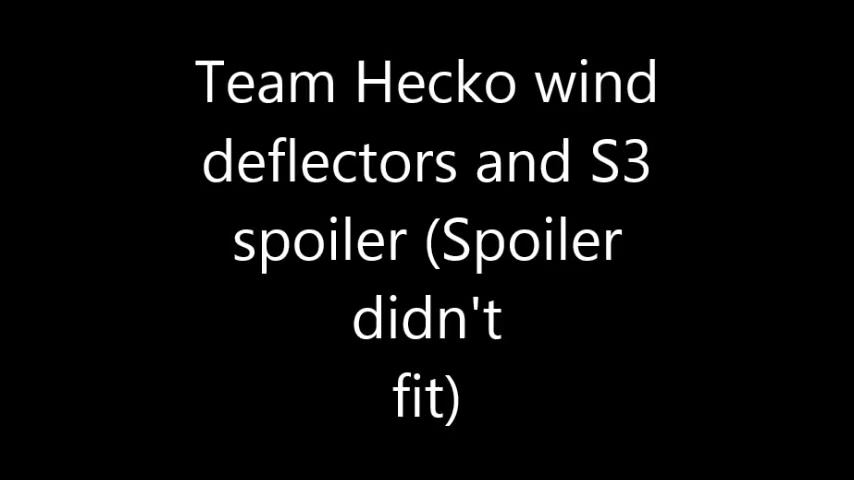 Team Hecko wind
deflectors and S3
spoiler (Spoiler
didn't
fit)